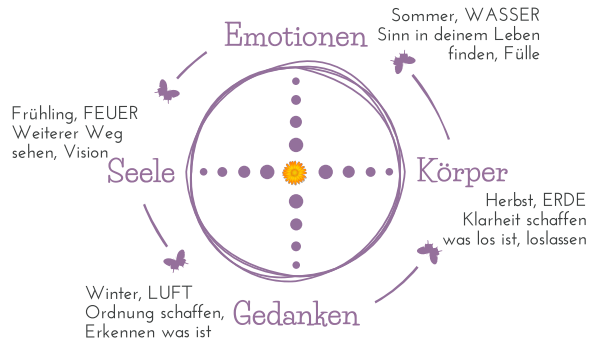 Emotionen
Sommer, WASSER
Sinn in deinem Leben
finden, Fülle
Frühling, FEUER
Weiterer Weg
sehen, Vision
Seele
Körper
Herbst, ERDE
Klarheit schaffen
was los ist, loslassen
Winter, LUFT
Ordnung schaffen,
Erkennen was ist
Gedanken